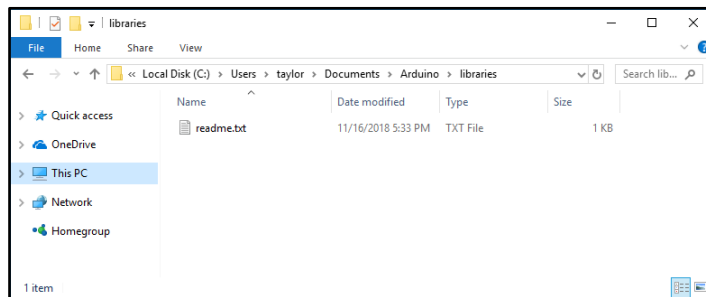 libraries
File Home Share View
« Local Disk (C:) > Users > taylor > Documents > Arduino > libraries Search lib...
Name Date modified Type Size
Quick access
readme.txt 11/16/2018 5:33 PM TXT File 1 KB
OneDrive
This PC
Network
Homegroup
1 item